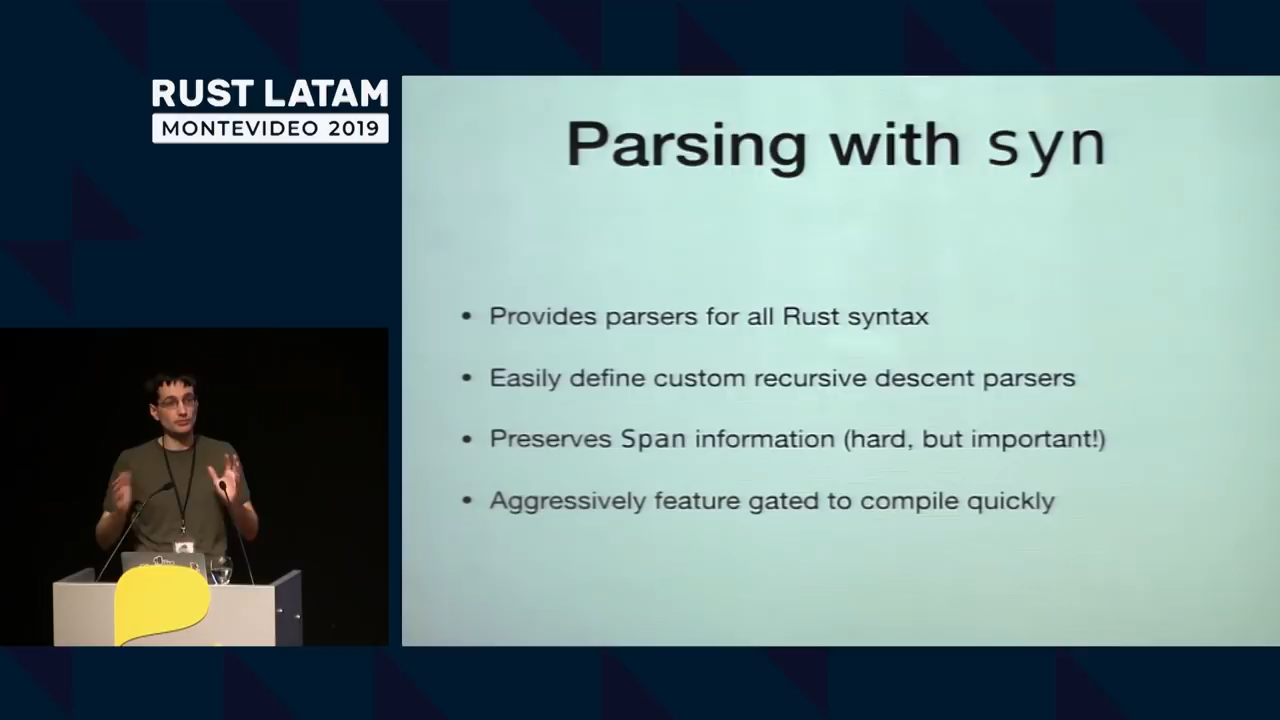 RUST LATAM
MONTEVIDEO 2019
Parsing with syn
• Provides parsers for all Rust syntax
• Easily define custom recursive descent parsers
• Preserves Span information (hard, but important!)
• Aggressively feature gated to compile quickly